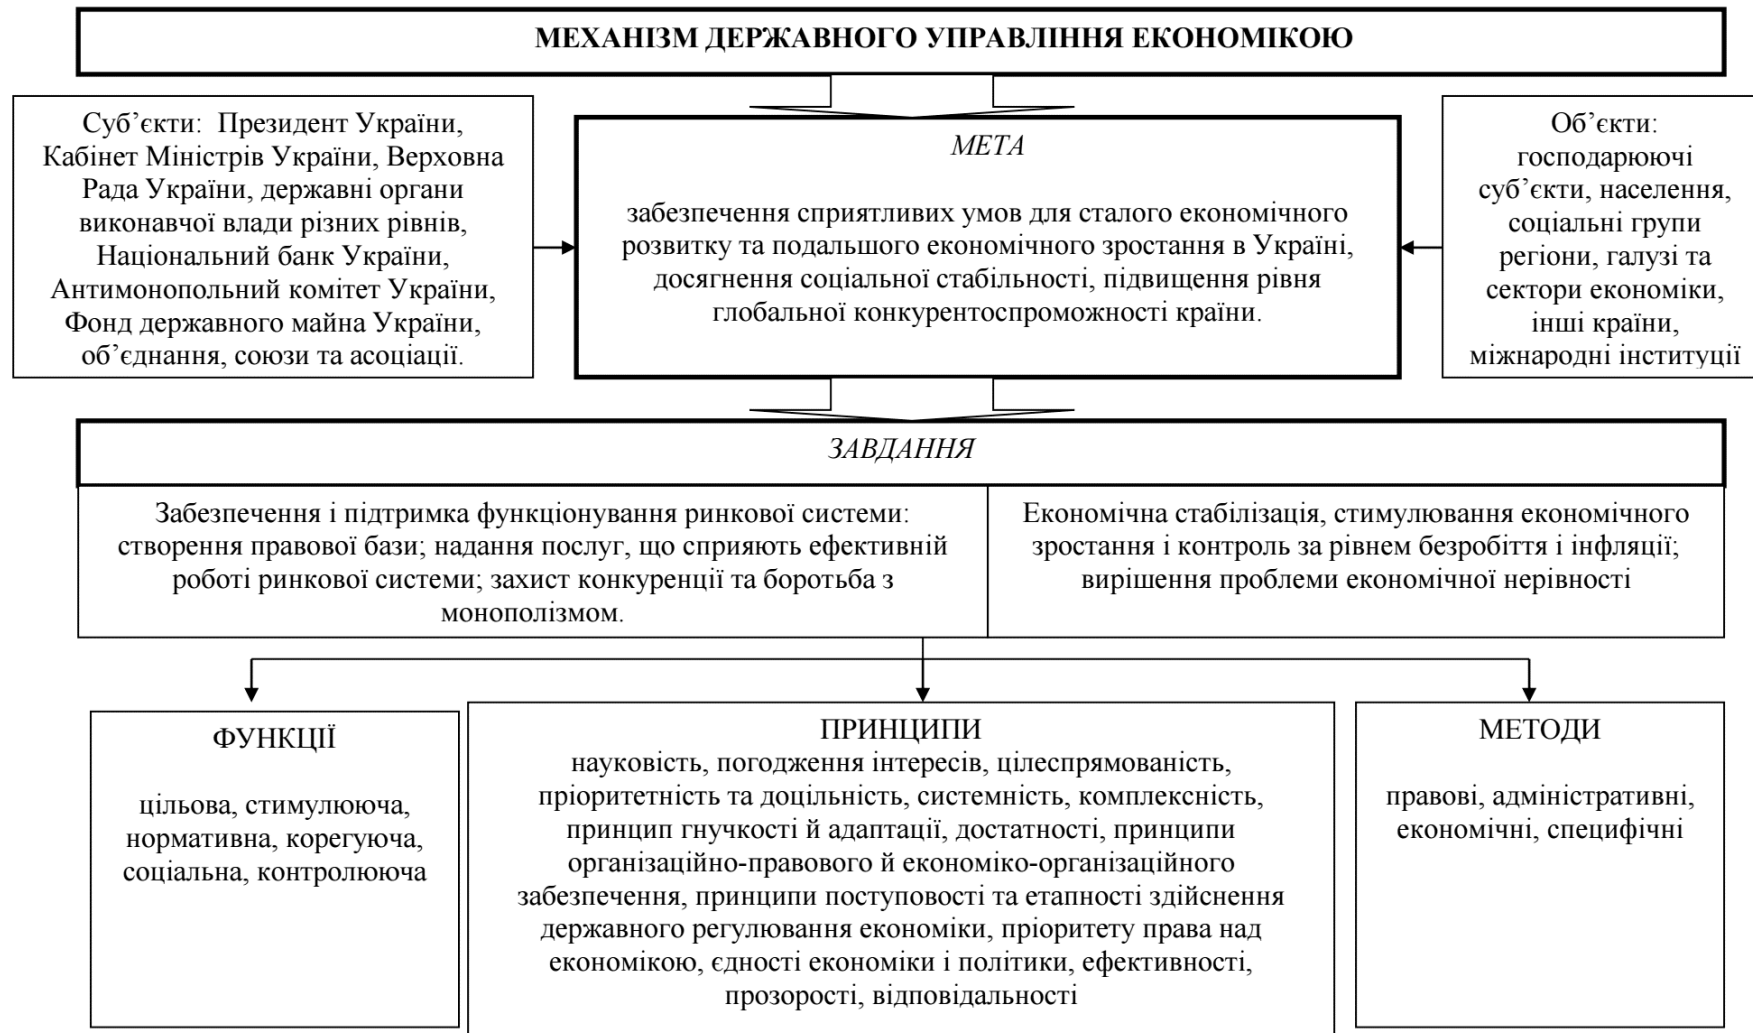 МЕХАНІЗМ ДЕРЖАВНОГО УПРАВЛІННЯ ЕКОНОМІКОЮ
Суб’єкти: Президент України,
Кабінет Міністрів України, Верховна
Рада України, державні органи
виконавчої влади різних рівнів,
Національний банк України,
Антимонопольний комітет України,
Фонд державного майна України,
об’єднання, союзи та асоціації.
МЕТА
забезпечення сприятливих умов для сталого економічного
розвитку та подальшого економічного зростання в Україні,
досягнення соціальної стабільності, підвищення рівня
глобальної конкурентоспроможності країни.
Об’єкти:
господарюючі
суб’єкти, населення,
соціальні групи
регіони, галузі та
сектори економіки,
інші країни,
міжнародні інституції
ЗАВДАННЯ
Забезпечення і підтримка функціонування ринкової системи:
створення правової бази; надання послуг, що сприяють ефективній
роботі ринкової системи; захист конкуренції та боротьба з
монополізмом.
Економічна стабілізація, стимулювання економічного
зростання і контроль за рівнем безробіття і інфляції;
вирішення проблеми економічної нерівності
ФУНКЦІЇ
цільова, стимулююча,
нормативна, корегуюча,
соціальна, контролююча
ПРИНЦИПИ
науковість, погодження інтересів, цілеспрямованість,
пріоритетність та доцільність, системність, комплексність,
принцип гнучкості й адаптації, достатності, принципи
організаційно-правового й економіко-організаційного
забезпечення, принципи поступовості та етапності здійснення
державного регулювання економіки, пріоритету права над
економікою, єдності економіки і політики, ефективності,
прозорості, відповідальності
МЕТОДИ
правові, адміністративні,
економічні, специфічні